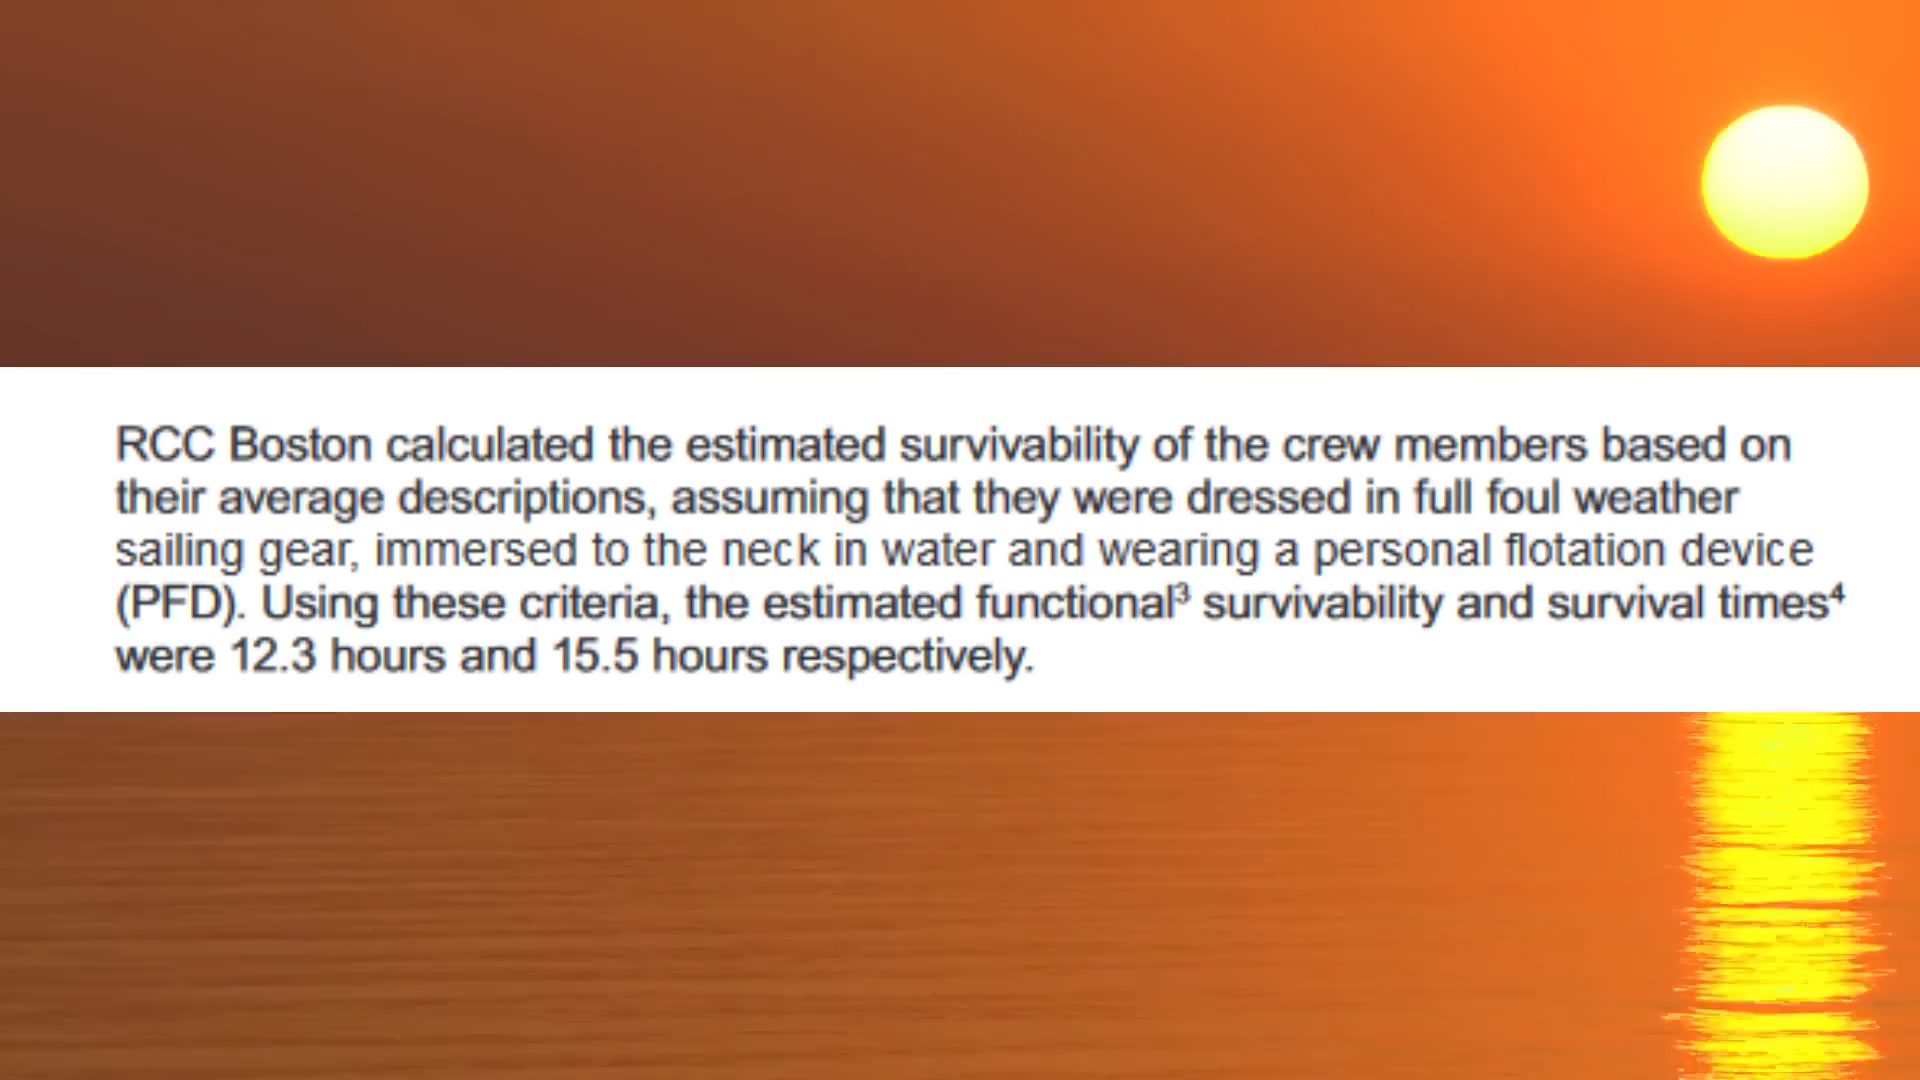 RCC Boston calculated the estimated survivability of the crew members based on
their average descriptions, assuming that they were dressed in full foul weather
sailing gear, immersed to the neck in water and wearing a personal flotation device
(PFD). Using these criteria, the estimated functional³ survivability and survival times⁴
were 12.3 hours and 15.5 hours respectively.